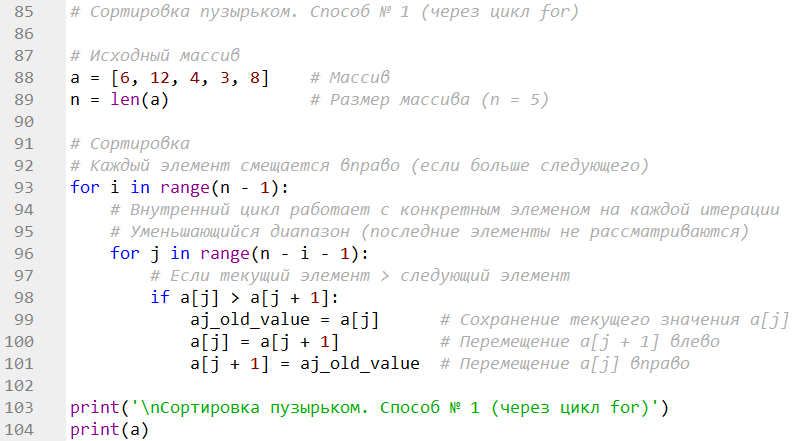 85 # Сортировка пузырьком. Способ № 1 (через цикл for)
86
87 # Исходный массив
88 a = [6, 12, 4, 3, 8]    # Массив
89 n = len(a)              # Размер массива (n = 5)
90
91 # Сортировка
92 # Каждый элемент смещается вправо (если больше следующего)
93 for i in range(n - 1):
94     # Внутренний цикл работает с конкретным элеменом на каждой итерации
95     # Уменьшающийся диапазон (последние элементы не рассматриваются)
96     for j in range(n - i - 1):
97         # Если текущий элемент > следующий элемент
98         if a[j] > a[j + 1]:
99             aj_old_value = a[j]      # Сохранение текущего значения a[j]
100             a[j] = a[j + 1]          # Перемещение a[j + 1] влево
101             a[j + 1] = aj_old_value  # Перемещение a[j] вправо
102
103 print('\nСортировка пузырьком. Способ № 1 (через цикл for)')
104 print(a)